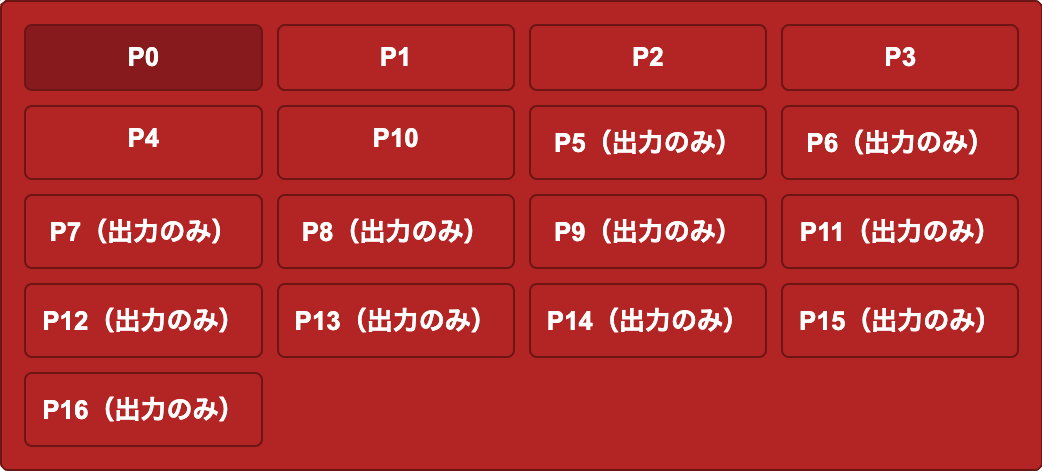 P0
P1
P2
P3
P4
P10
P5（出力のみ）
P6（出力のみ）
P7（出力のみ）
P8（出力のみ）
P9（出力のみ）
P11（出力のみ）
P12（出力のみ）
P13（出力のみ）
P14（出力のみ）
P15（出力のみ）
P16（出力のみ）